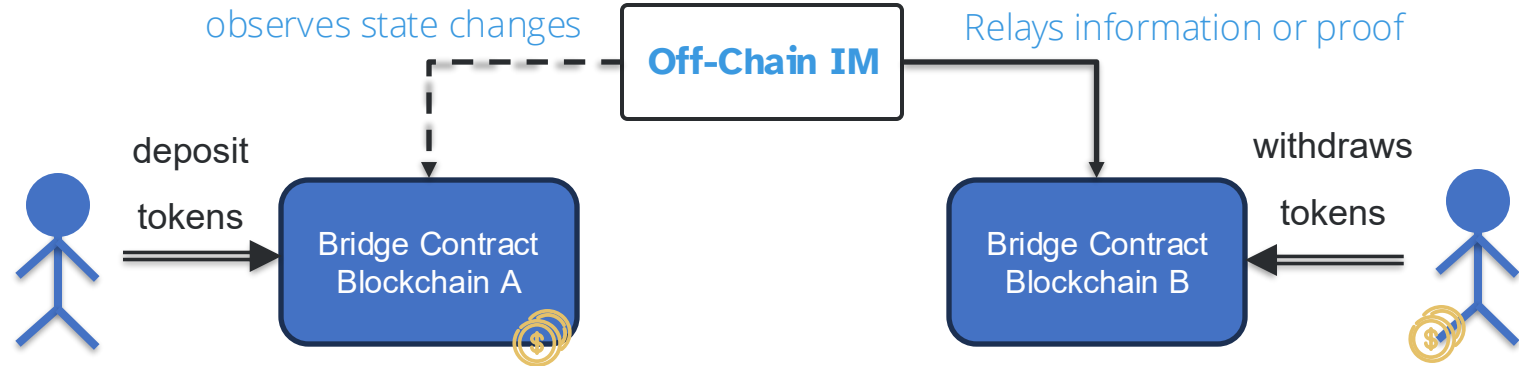 observes state changes
Off-Chain IM
Relays information or proof
deposit
tokens
withdraws
tokens
Bridge Contract
Blockchain A
Bridge Contract
Blockchain B
$
$